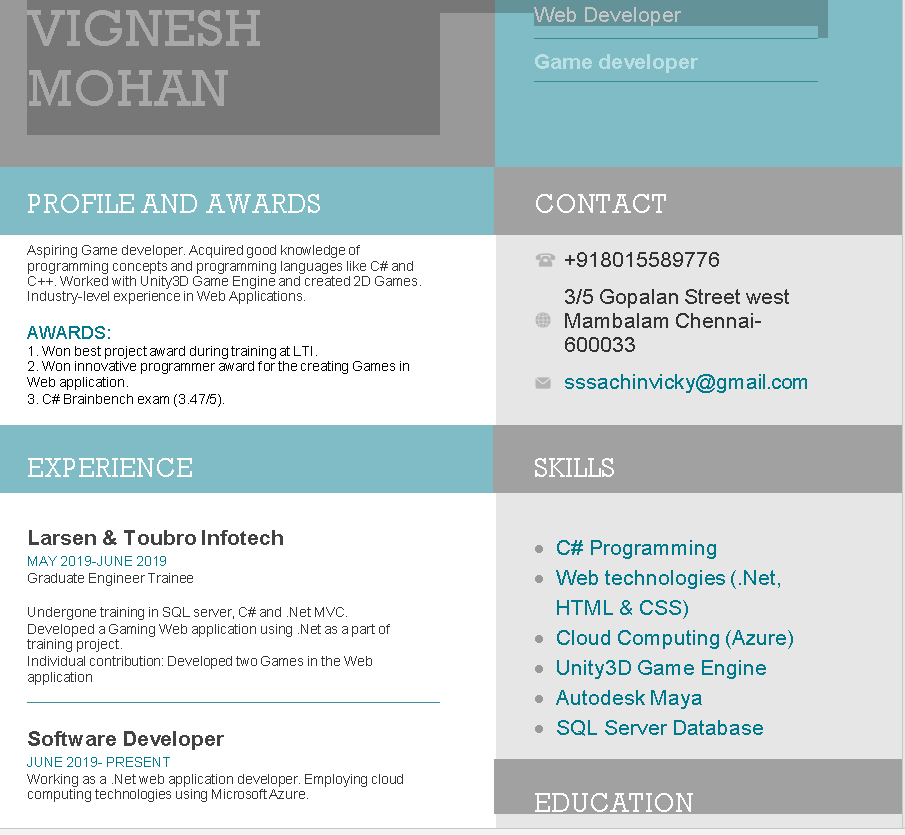 VIGNESH
MOHAN
Web Developer
Game developer
PROFILE AND AWARDS
Aspiring Game developer. Acquired good knowledge of
programming concepts and programming languages like C# and
C++. Worked with Unity3D Game Engine and created 2D Games.
Industry-level experience in Web Applications.
AWARDS:
1. Won best project award during training at LTI.
2. Won innovative programmer award for the creating Games in
Web application.
3. C# Brainbench exam (3.47/5).
EXPERIENCE
Larsen & Toubro Infotech
MAY 2019-JUNE 2019
Graduate Engineer Trainee
Undergone training in SQL server, C# and .Net MVC.
Developed a Gaming Web application using .Net as a part of
training project.
Individual contribution: Developed two Games in the Web
application
Software Developer
JUNE 2019- PRESENT
Working as a .Net web application developer. Employing cloud
computing technologies using Microsoft Azure.
CONTACT
+918015589776
3/5 Gopalan Street west
Mambalam Chennai-
600033
sssachinvicky@gmail.com
SKILLS
C# Programming
Web technologies (.Net,
HTML & CSS)
Cloud Computing (Azure)
Unity3D Game Engine
Autodesk Maya
SQL Server Database
EDUCATION